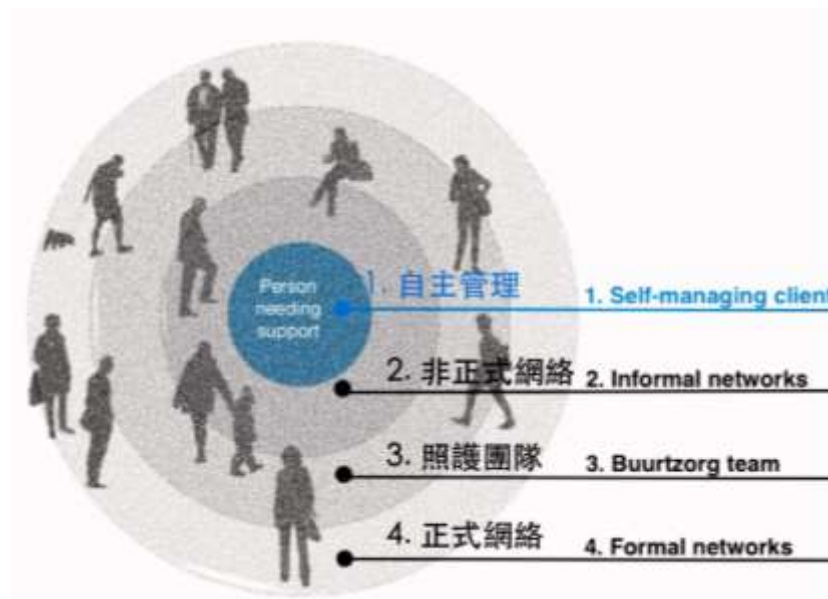 Person
needing
support
1. 自主管理
1. Self-managing client
2. 非正式網絡
2. Informal networks
3. 照護團隊
3. Buurtzorg team
4. 正式網絡
4. Formal networks